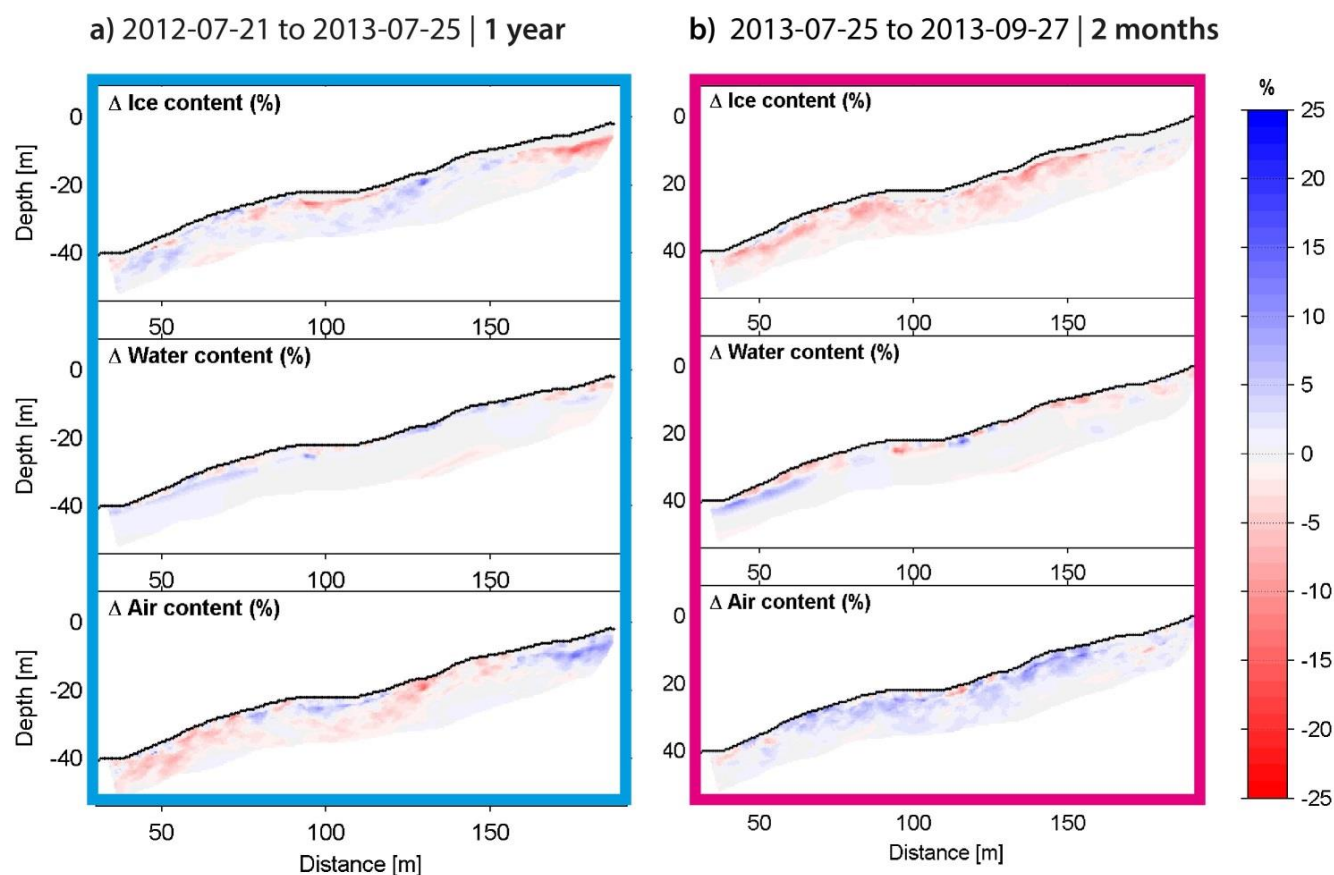 a) 2012-07-21 to 2013-07-25 | 1 year
b) 2013-07-25 to 2013-09-27 | 2 months
Δ Ice content (%)
0
-20
-40
Depth [m]
50 100 150
Δ Water content (%)
0
-20
-40
Depth [m]
50 100 150
Δ Air content (%)
0
-20
-40
Depth [m]
50 100 150
Distance [m]
Δ Ice content (%)
0
20
40
50 100 150
Δ Water content (%)
0
20
40
50 100 150
Δ Air content (%)
0
20
40
50 100 150
Distance [m]
%
25
20
15
10
5
0
-5
-10
-15
-20
-25